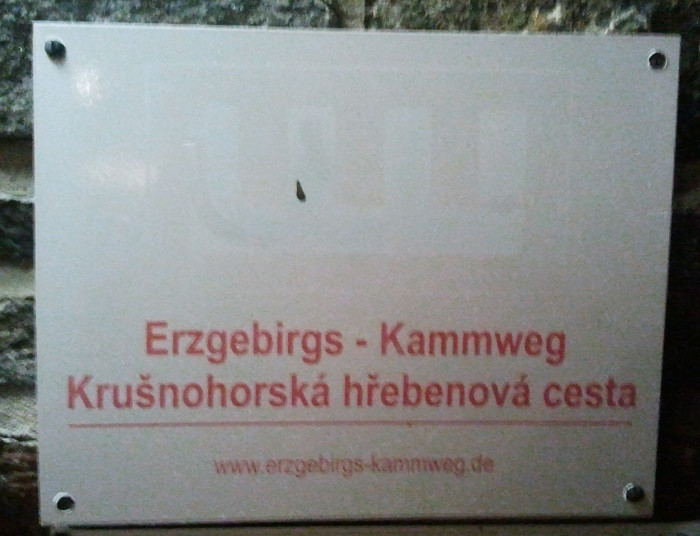 Erzgebirgs - Kammweg
Krušnohorská hřebenová cesta
www.erzgebirgs-kammweg.de